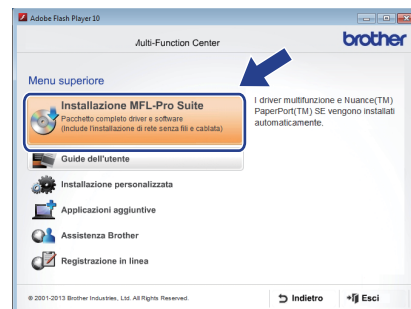 Adobe Flash Player 10
Multi-Function Center
brother
Menu superiore
Installazione MFL-Pro Suite
Pacchetto completo driver e software
(Include l'installazione di rete senza fili e cablata)
I driver multifunzione e Nuance(TM)
PaperPort(TM) SE vengono installati
automaticamente.
Guide dell'utente
Installazione personalizzata
Applicazioni aggiuntive
Assistenza Brother
Registrazione in linea
© 2001-2013 Brother Industries, Ltd. All Rights Reserved.
Indietro
Esci